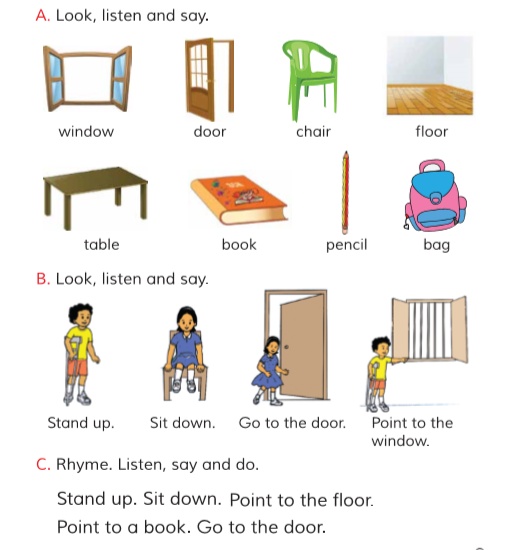 A. Look, listen and say.
window door chair floor
table book pencil bag
B. Look, listen and say.
Stand up. Sit down. Go to the door. Point to the
window.
C. Rhyme. Listen, say and do.
Stand up. Sit down. Point to the floor.
Point to a book. Go to the door.